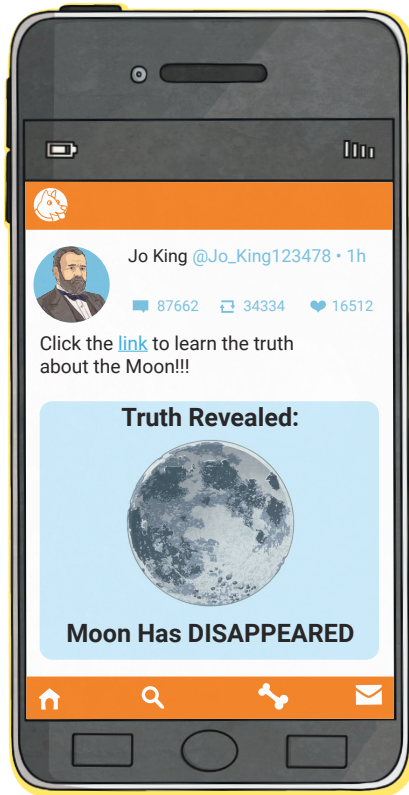 Jo King @Jo_King123478 • 1h
87662 34334 16512
Click the link to learn the truth
about the Moon!!!
Truth Revealed:
Moon Has DISAPPEARED